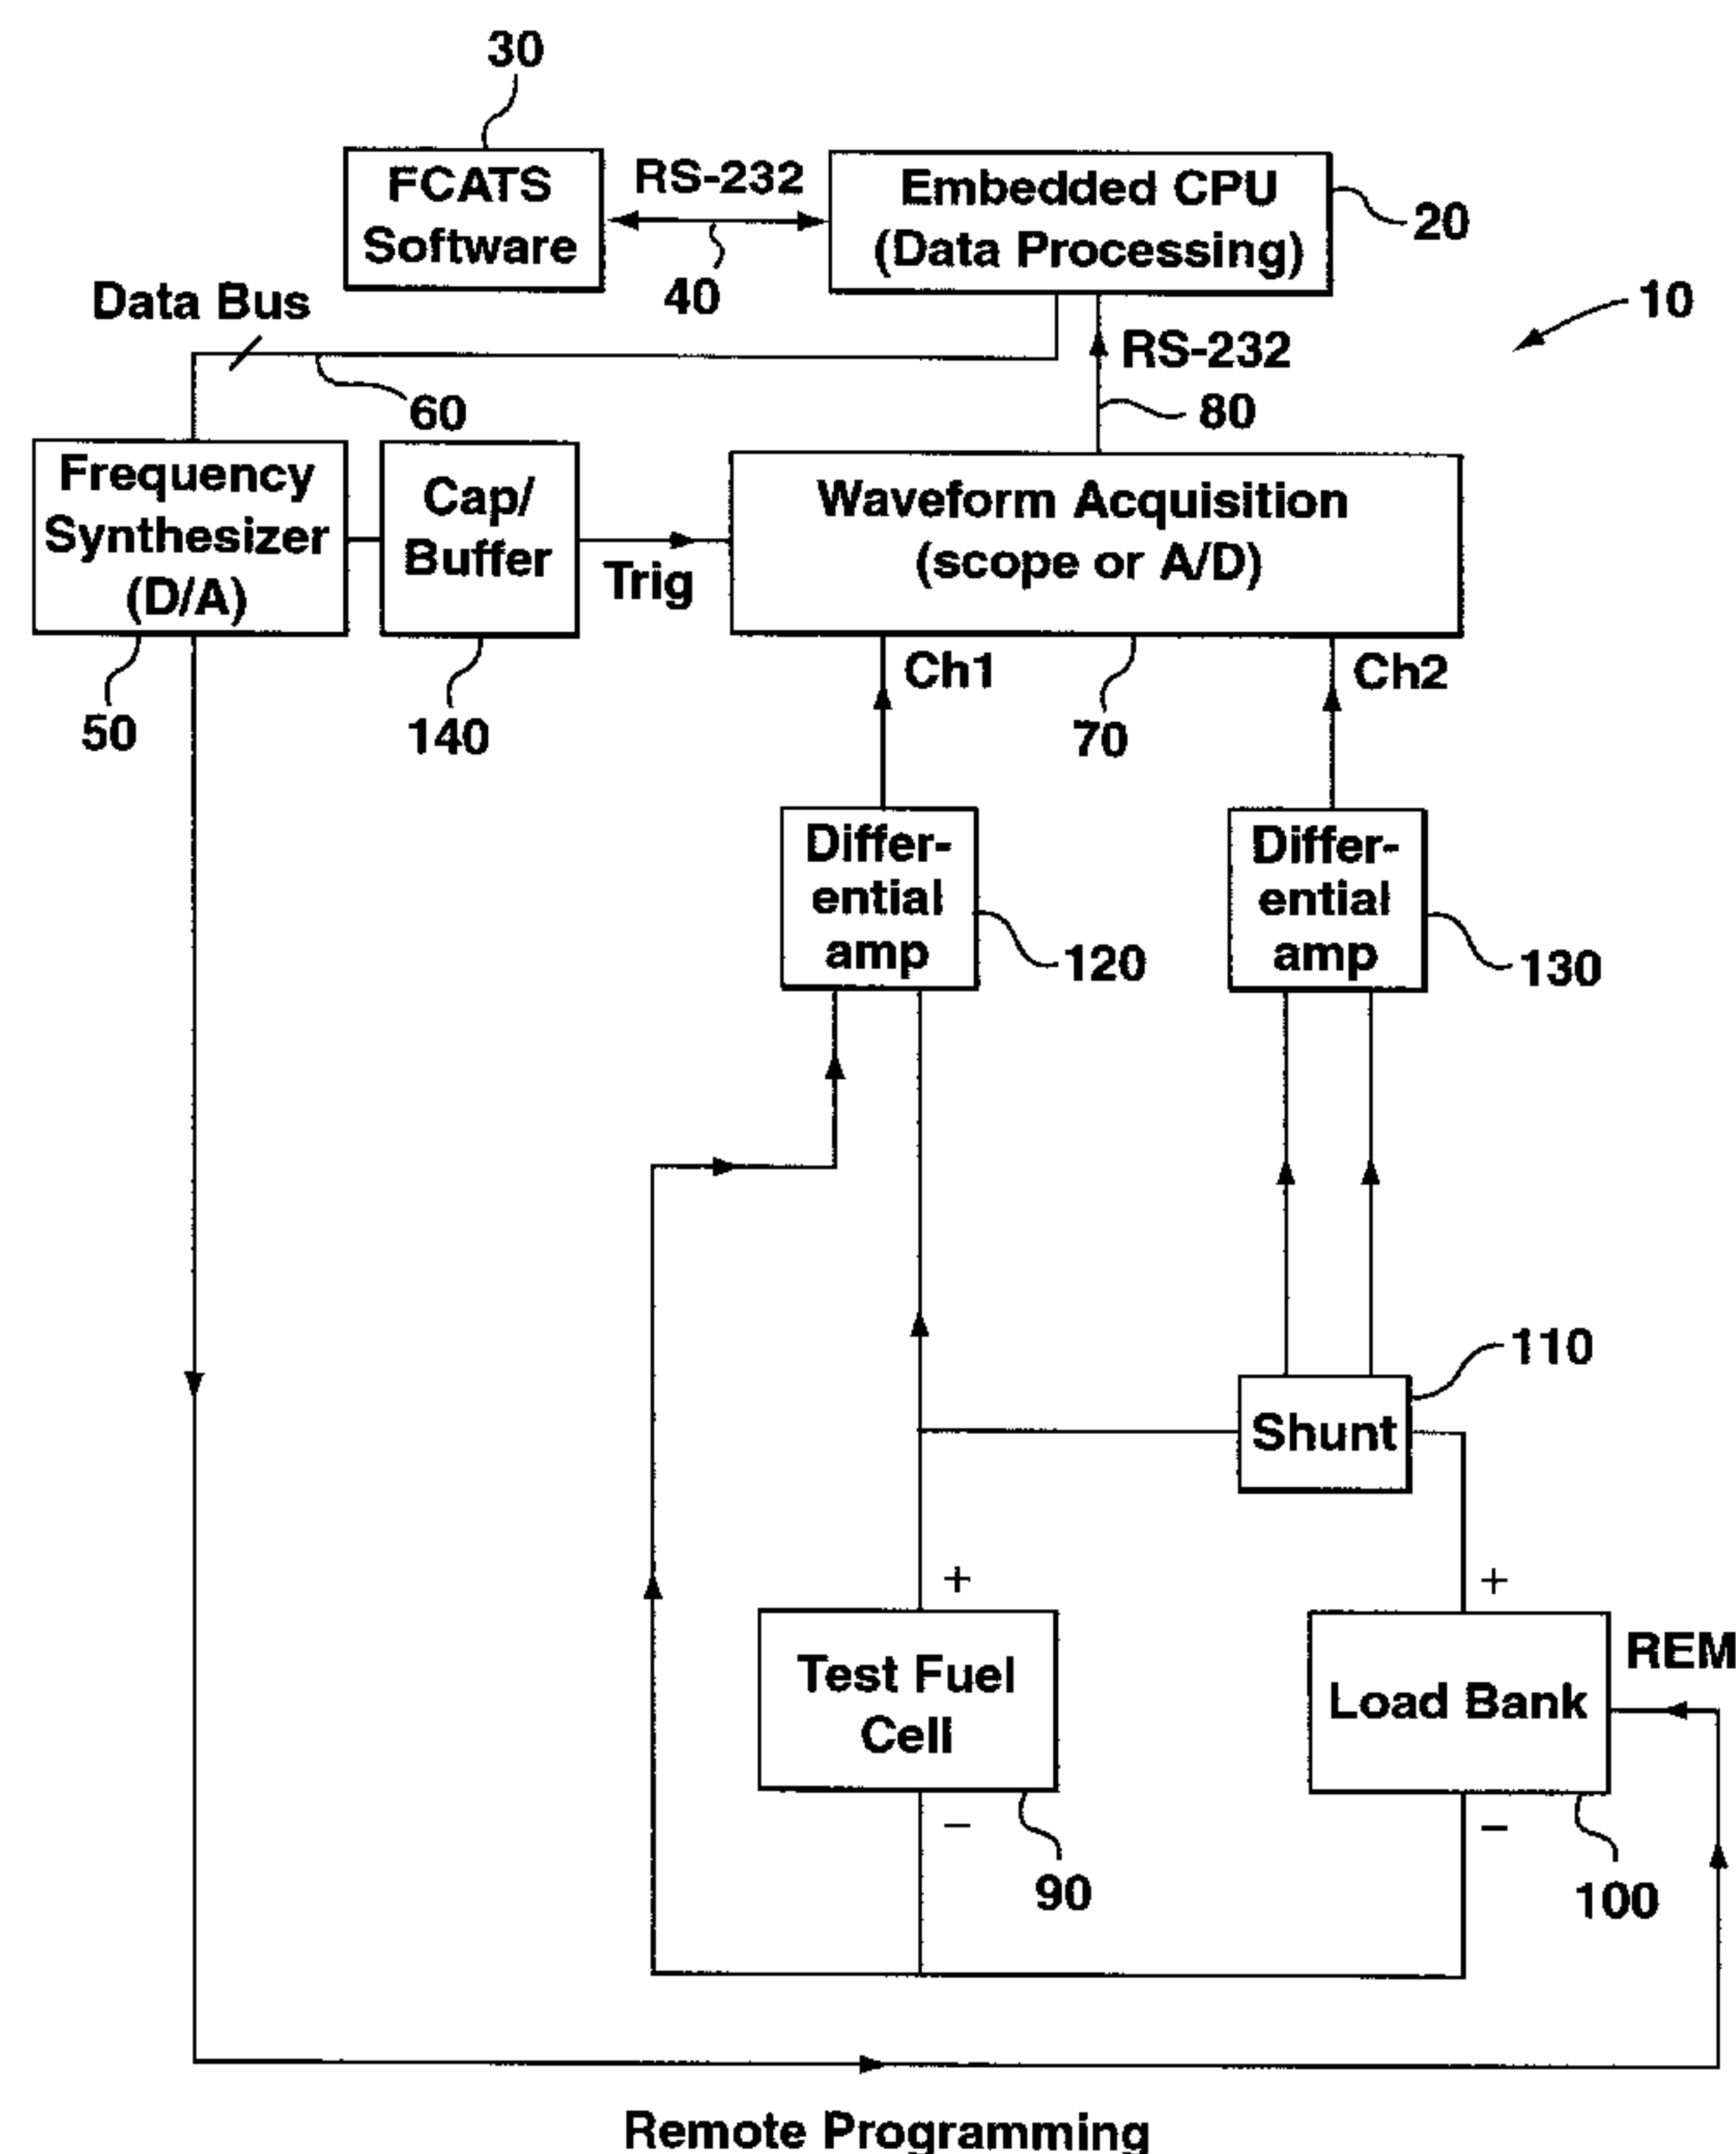 30
FCATS
Software
RS-232
40
Embedded CPU
(Data Processing)
20
10
Data Bus
60
RS-232
80
Frequency
Synthesizer
(D/A)
50
Cap/
Buffer
140
Trig
Waveform Acquisition
(scope or A/D)
Ch1
70
Ch2
Differ-
ential
amp
120
Differ-
ential
amp
130
110
Shunt
+
+
Test Fuel
Cell
Load Bank
REM
−
−
90
100
Remote Programming